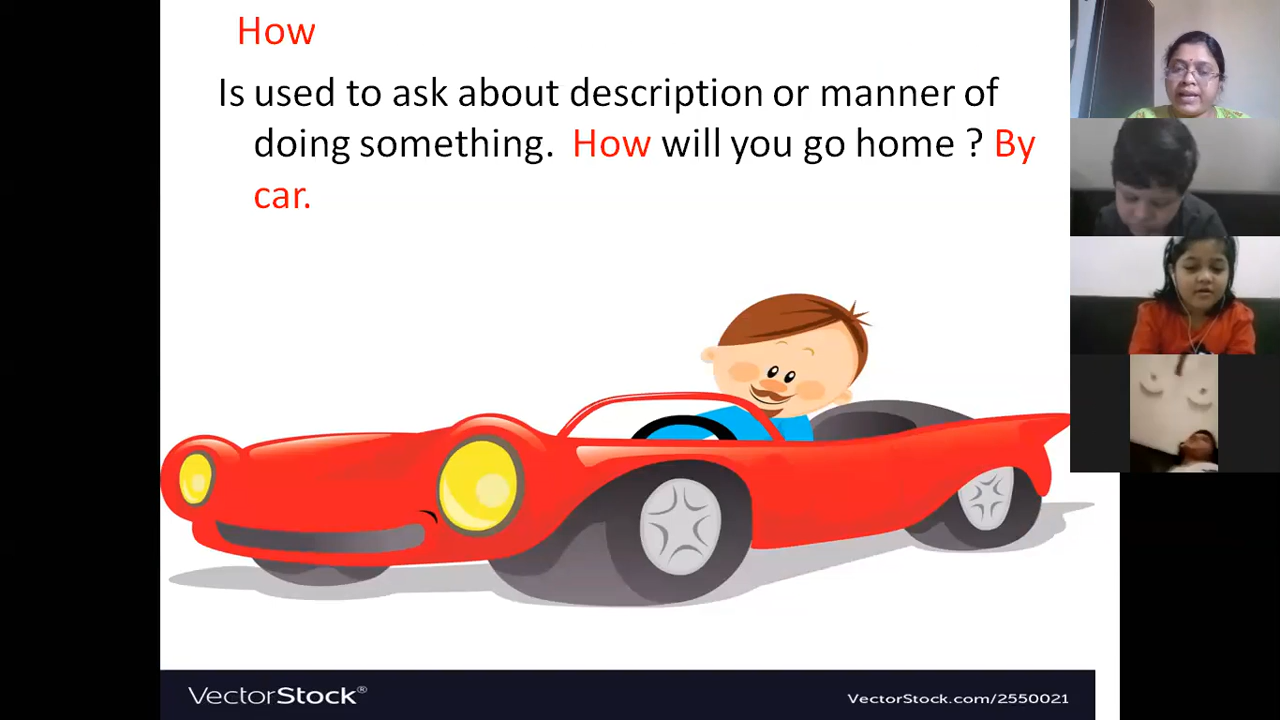 How
Is used to ask about description or manner of
doing something. How will you go home ? By
car.
VectorStock®
VectorStock.com/2550021